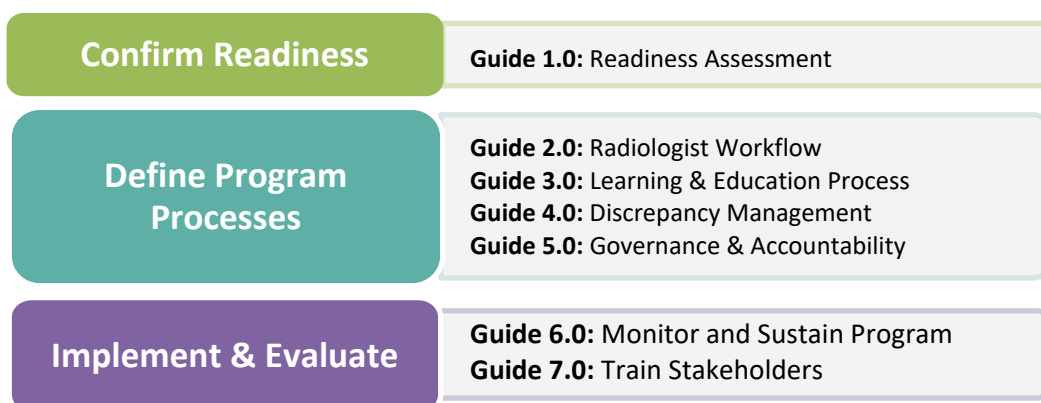 Confirm Readiness
Guide 1.0: Readiness Assessment
Define Program
Processes
Guide 2.0: Radiologist Workflow
Guide 3.0: Learning & Education Process
Guide 4.0: Discrepancy Management
Guide 5.0: Governance & Accountability
Implement & Evaluate
Guide 6.0: Monitor and Sustain Program
Guide 7.0: Train Stakeholders